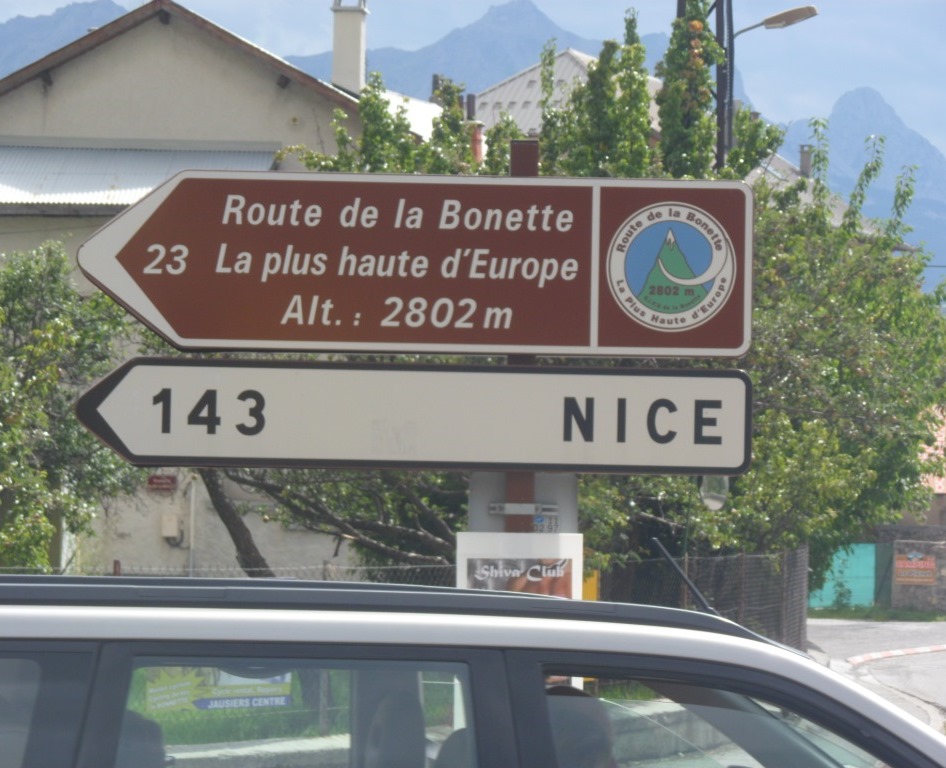 Route de la Bonette
23 La plus haute d'Europe
Alt. : 2802 m
Route de la Bonette
2802 m
La Plus Haute d'Europe
143 NICE
Shiva Club
JAUSIERS CENTRE